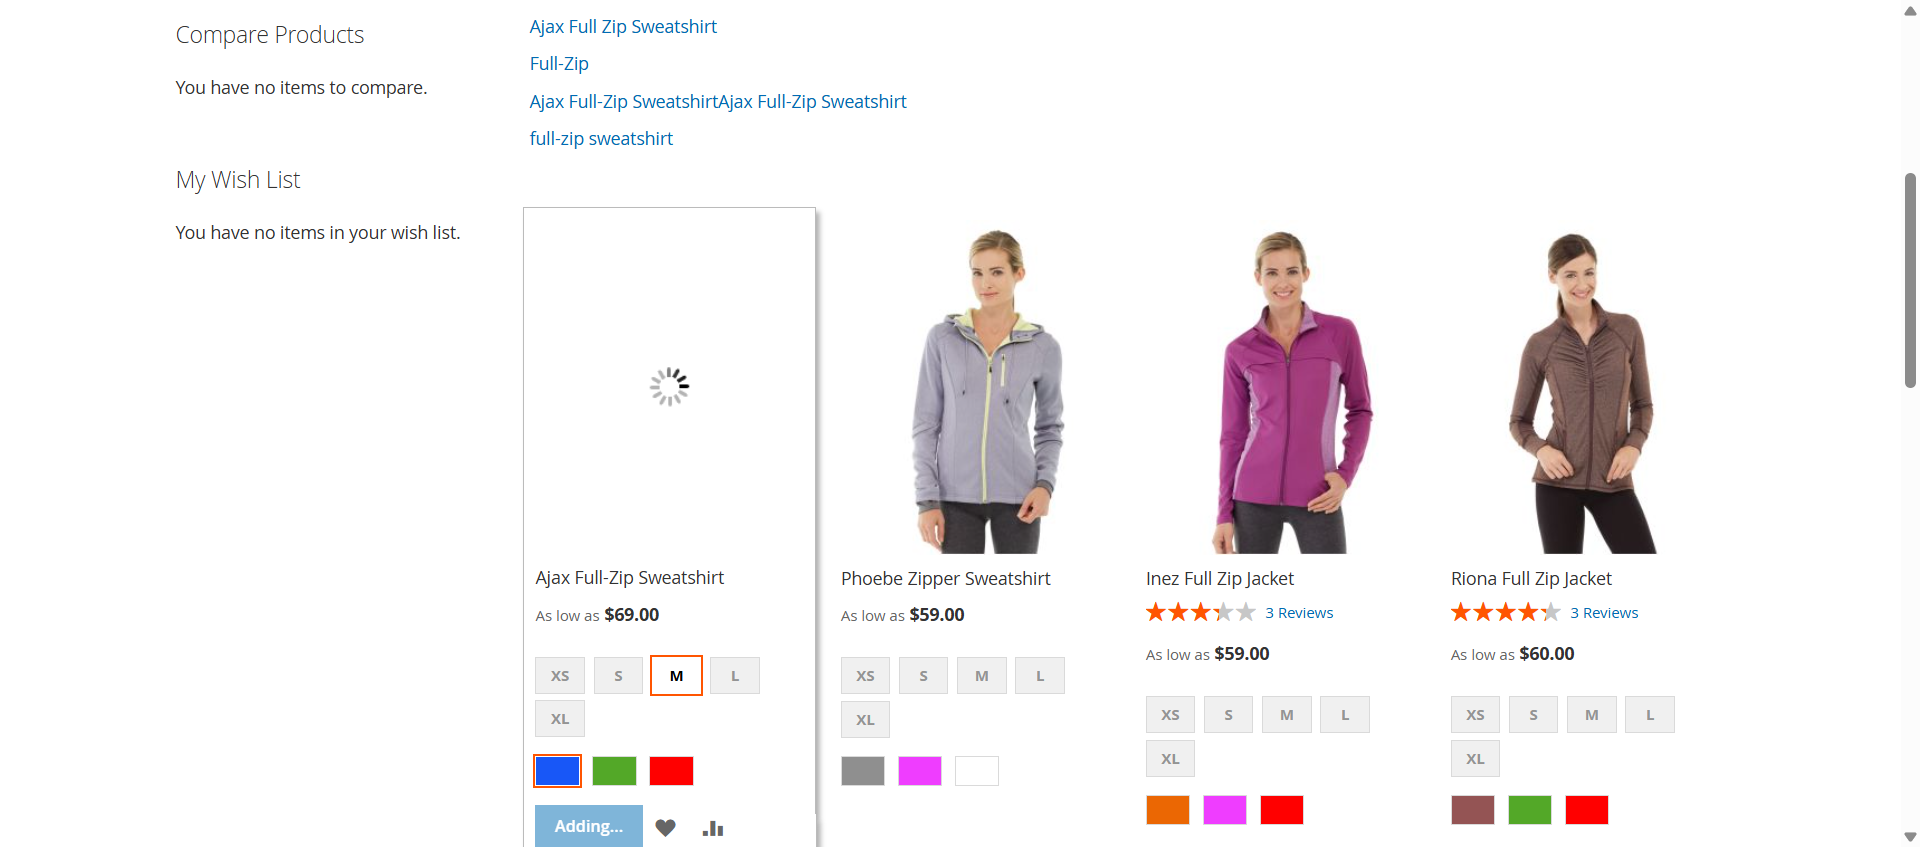 Compare Products
You have no items to compare.
My Wish List
You have no items in your wish list.
Ajax Full Zip Sweatshirt
Full-Zip
Ajax Full-Zip SweatshirtAjax Full-Zip Sweatshirt
full-zip sweatshirt
Ajax Full-Zip Sweatshirt
As low as $69.00
XS S M L
XL
Adding...
Phoebe Zipper Sweatshirt
As low as $59.00
XS S M L
XL
Inez Full Zip Jacket
3 Reviews
As low as $59.00
XS S M L
XL
Riona Full Zip Jacket
3 Reviews
As low as $60.00
XS S M L
XL